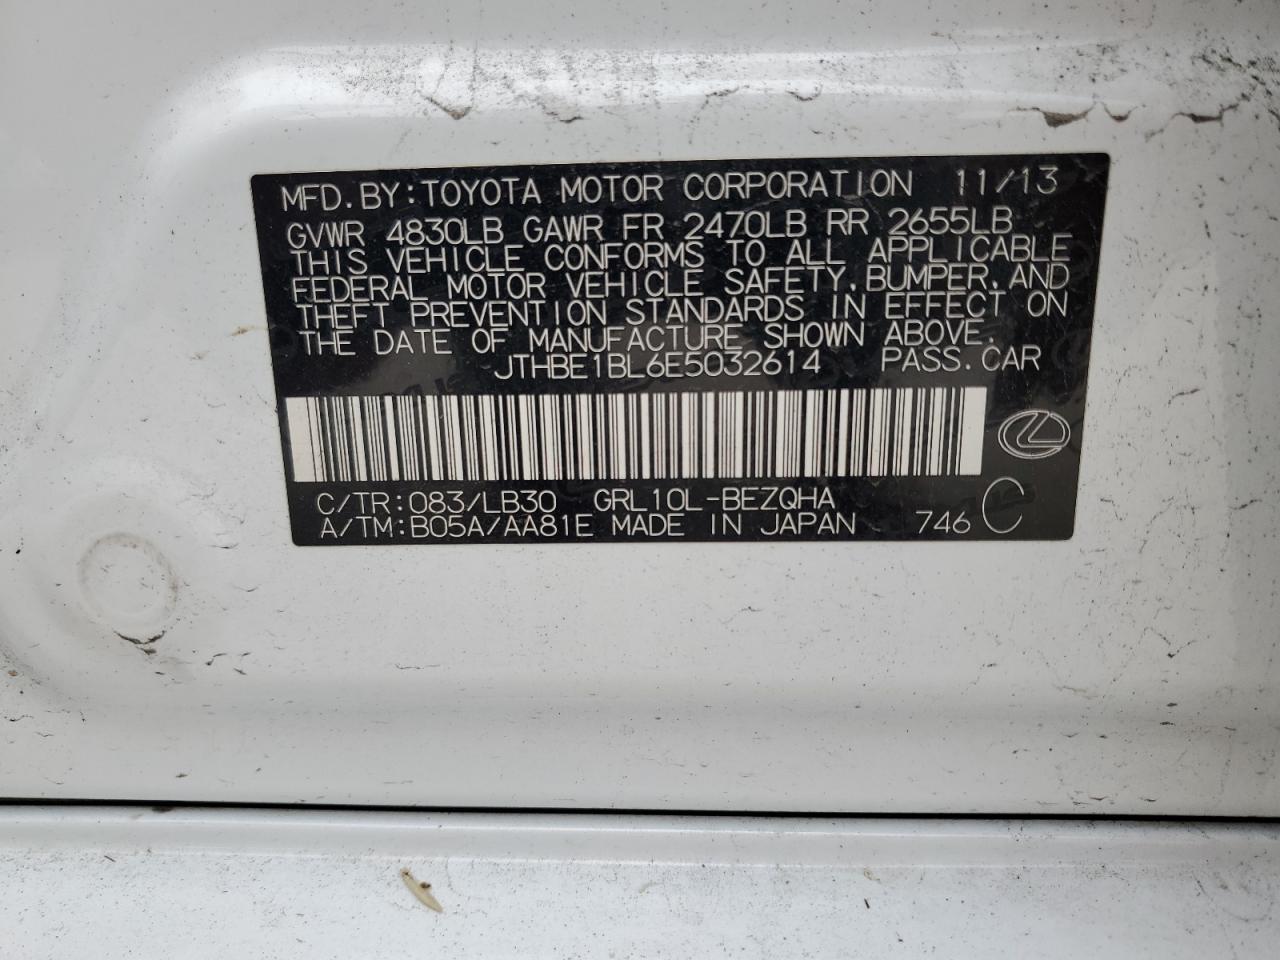 MFD. BY: TOYOTA MOTOR CORPORATION 11/13
GVWR 4830LB GAWR FR 2470LB RR 2655LB
THIS VEHICLE CONFORMS TO ALL APPLICABLE
FEDERAL MOTOR VEHICLE SAFETY, BUMPER, AND
THEFT PREVENTION STANDARDS IN EFFECT ON
THE DATE OF MANUFACTURE SHOWN ABOVE.
JTHBE1BL6E5032614 PASS. CAR
C/TR: 083/LB30 GRL10L-BEZQHA
A/TM: B05A/AA81E MADE IN JAPAN 746 C